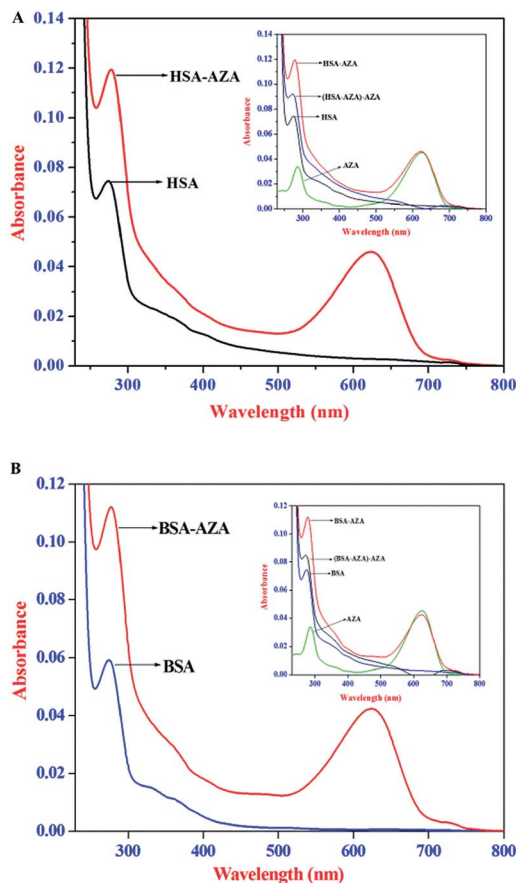 A
0.14
0.12
0.10
0.08
0.06
0.04
0.02
0.00
Absorbance
300 400 500 600 700 800
Wavelength (nm)
HSA-AZA
HSA
0.14
0.12
0.10
0.08
0.06
0.04
0.02
0.00
Absorbance
300 400 500 600 700 800
Wavelength (nm)
HSA-AZA
(HSA-AZA)-AZA
HSA
AZA
B
0.12
0.10
0.08
0.06
0.04
0.02
0.00
Absorbance
300 400 500 600 700 800
Wavelength (nm)
BSA-AZA
BSA
0.12
0.10
0.08
0.06
0.04
0.02
0.00
Absorbance
300 400 500 600 700 800
Wavelength (nm)
BSA-AZA
(BSA-AZA)-AZA
BSA
AZA